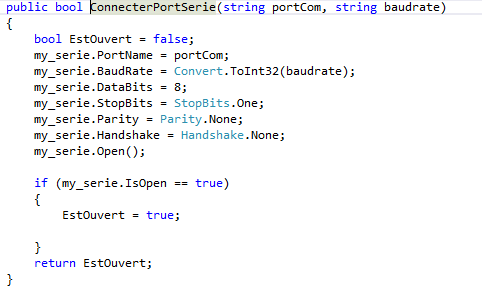 public bool ConnecterPortSerie(string portCom, string baudrate)
{
    bool EstOuvert = false;
    my_serie.PortName = portCom;
    my_serie.BaudRate = Convert.ToInt32(baudrate);
    my_serie.DataBits = 8;
    my_serie.StopBits = StopBits.One;
    my_serie.Parity = Parity.None;
    my_serie.Handshake = Handshake.None;
    my_serie.Open();

    if (my_serie.IsOpen == true)
    {
        EstOuvert = true;

    }
    return EstOuvert;
}